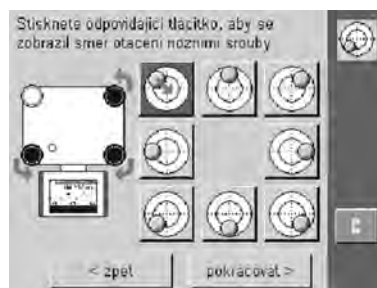 Stisknete odpovidajici tlacitko, aby se
zobrazil smer otaceni noznimi srouby
< zpet
pokracovat >
C